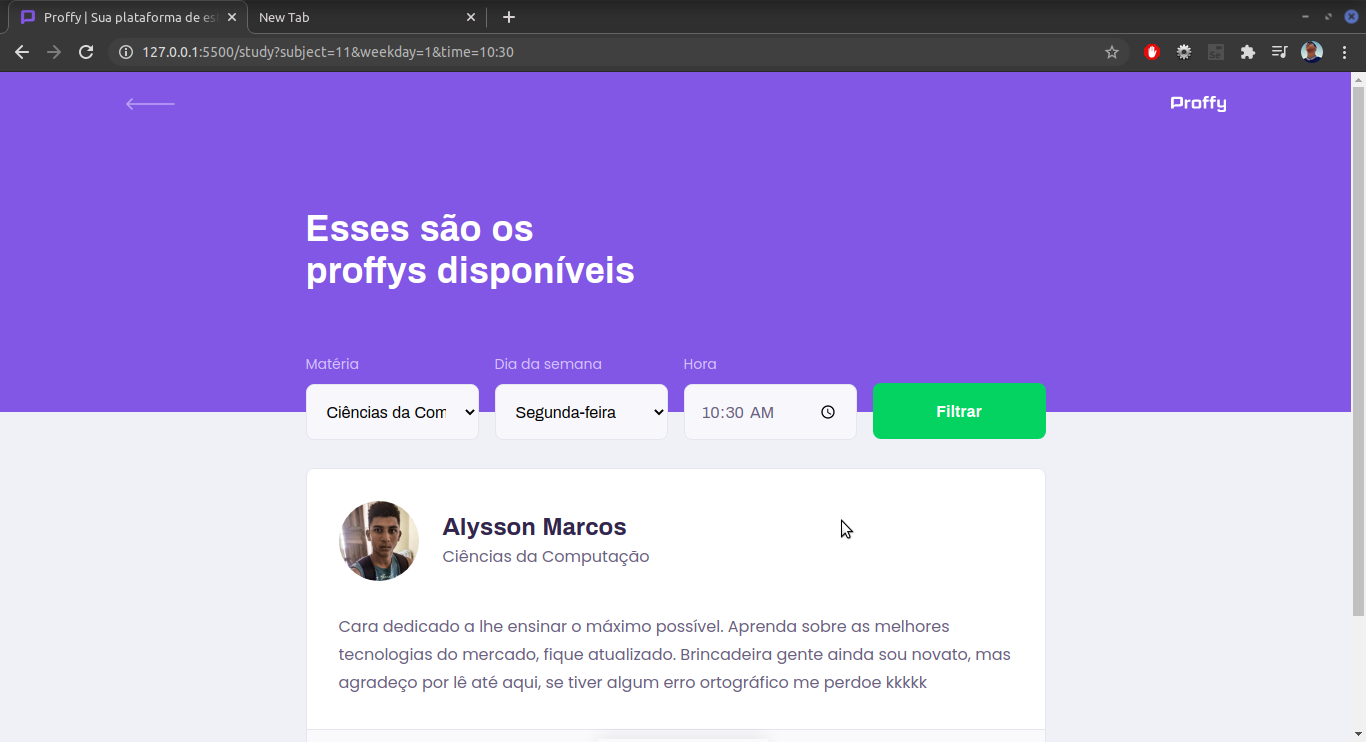 Proffy | Sua plataforma de es
New Tab
127.0.0.1:5500/study?subject=11&weekday=1&time=10:30
Proffy
Esses são os
proffys disponíveis
Matéria
Dia da semana
Hora
Ciências da Com
Segunda-feira
10:30 AM
Filtrar
Alysson Marcos
Ciências da Computação
Cara dedicado a lhe ensinar o máximo possível. Aprenda sobre as melhores
tecnologias do mercado, fique atualizado. Brincadeira gente ainda sou novato, mas
agradeço por lê até aqui, se tiver algum erro ortográfico me perdoe kkkkk